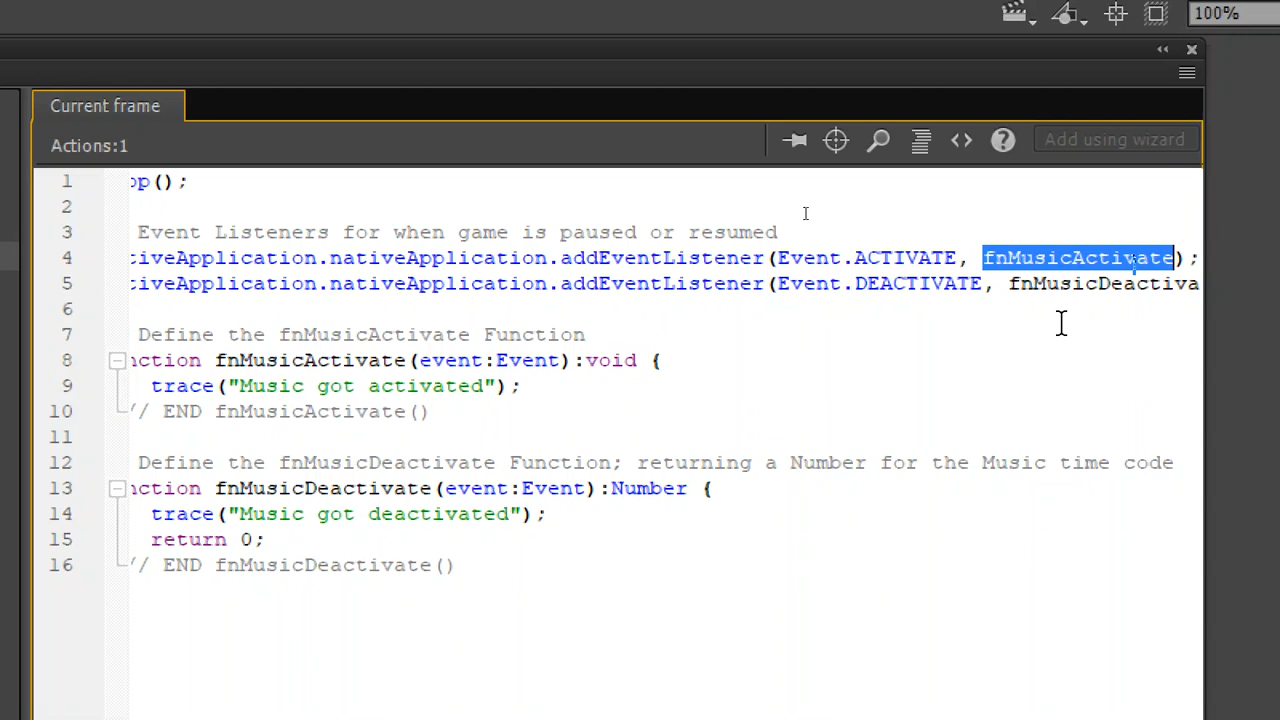 100%
Current frame
Actions:1
Add using wizard
1 op();
2
3 Event Listeners for when game is paused or resumed
4 tiveApplication.nativeApplication.addEventListener(Event.ACTIVATE, fnMusicActivate);
5 tiveApplication.nativeApplication.addEventListener(Event.DEACTIVATE, fnMusicDeactiva
6
7 Define the fnMusicActivate Function
8 nction fnMusicActivate(event:Event):void {
9 trace("Music got activated");
10 // END fnMusicActivate()
11
12 Define the fnMusicDeactivate Function; returning a Number for the Music time code
13 nction fnMusicDeactivate(event:Event):Number {
14 trace("Music got deactivated");
15 return 0;
16 // END fnMusicDeactivate()